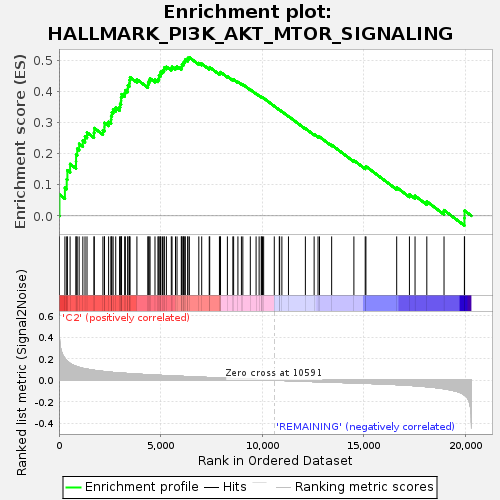 Enrichment plot:
HALLMARK_PI3K_AKT_MTOR_SIGNALING
Enrichment score (ES)
0.5
0.4
0.3
0.2
0.1
0.0
Ranked list metric (Signal2Noise)
0.6
0.4
0.2
0.0
-0.2
-0.4
'C2' (positively correlated)
Zero cross at 10591
'REMAINING' (negatively correlated)
0
5,000
10,000
15,000
20,000
Rank in Ordered Dataset
Enrichment profile
Hits
Ranking metric scores